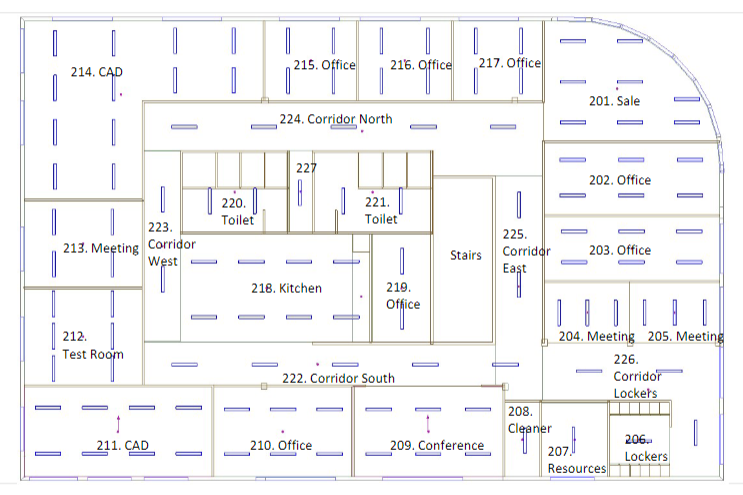 214. CAD
215. Office
216. Office
217. Office
201. Sale
224. Corridor North
227
202. Office
220.
Toilet
221.
Toilet
223.
Corridor
West
213. Meeting
225.
Corridor
East
203. Office
Stairs
218. Kitchen
219.
Office
212.
Test Room
204. Meeting
205. Meeting
222. Corridor South
226.
Corridor
Lockers
208.
Cleaner
211. CAD
210. Office
209. Conference
207.
Resources
206.
Lockers